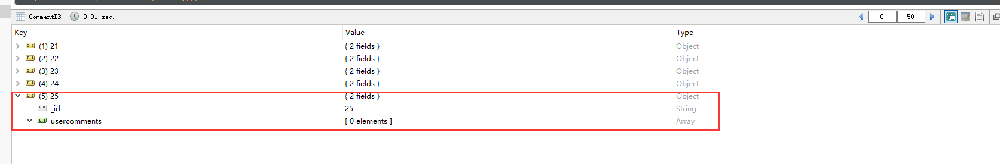 CommentDB 0.01 sec. 0 50
Key Value Type
(1) 21 { 2 fields } Object
(2) 22 { 2 fields } Object
(3) 23 { 2 fields } Object
(4) 24 { 2 fields } Object
(5) 25 { 2 fields } Object
_id 25 String
usercomments [ 0 elements ] Array